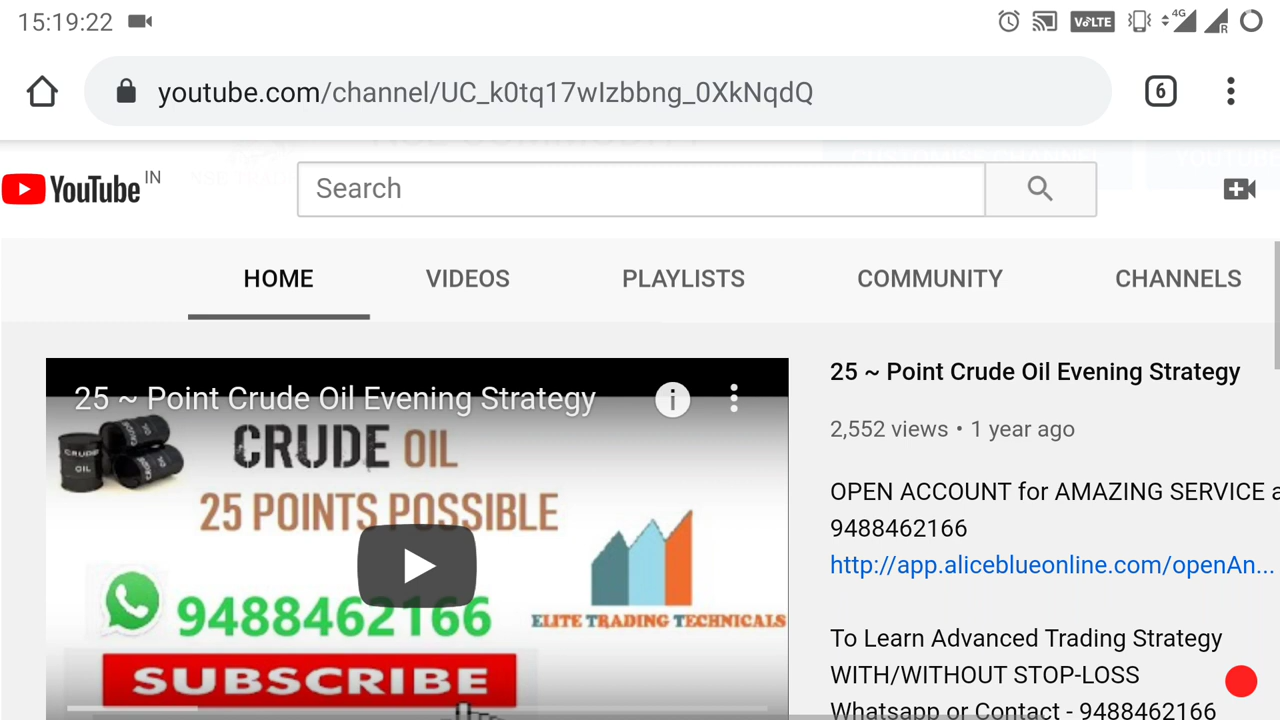 15:19:22
VoLTE
4G
R
youtube.com/channel/UC_k0tq17wIzbbng_0XkNqdQ
6
YouTube IN
Search
HOME VIDEOS PLAYLISTS COMMUNITY CHANNELS
25 ~ Point Crude Oil Evening Strategy
CRUDE OIL
25 POINTS POSSIBLE
9488462166
ELITE TRADING TECHNICALS
SUBSCRIBE
25 ~ Point Crude Oil Evening Strategy
2,552 views • 1 year ago
OPEN ACCOUNT for AMAZING SERVICE a
9488462166
http://app.aliceblueonline.com/openAn...
To Learn Advanced Trading Strategy
WITH/WITHOUT STOP-LOSS
Whatsapp or Contact - 9488462166